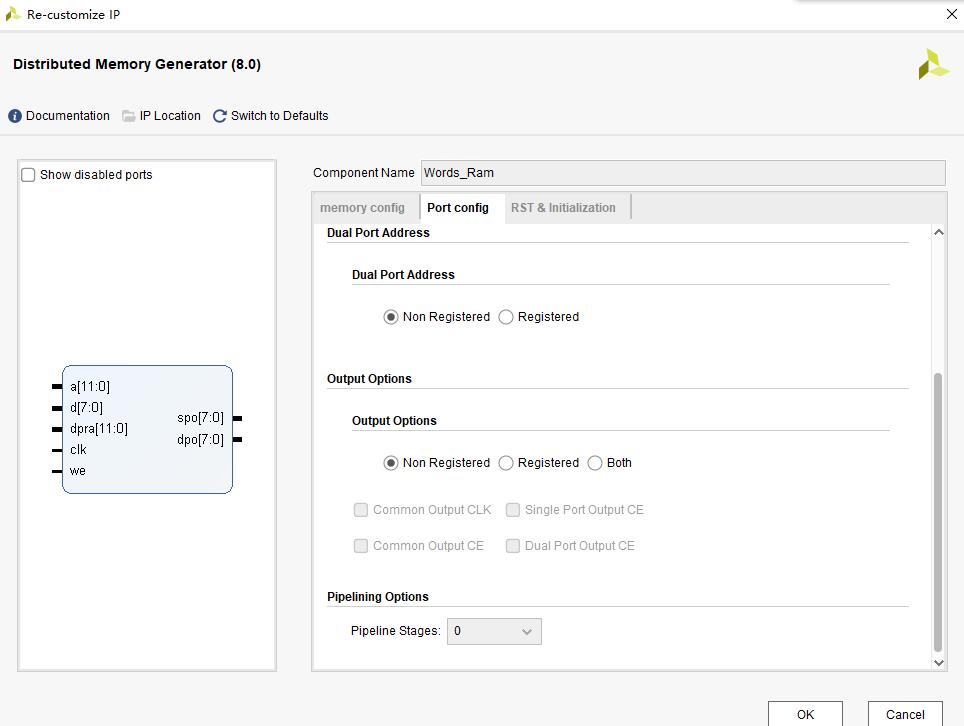 Re-customize IP
Distributed Memory Generator (8.0)
Documentation IP Location Switch to Defaults
Show disabled ports
a[11:0]
d[7:0]
dpra[11:0]
clk
we
spo[7:0]
dpo[7:0]
Component Name Words_Ram
memory config Port config RST & Initialization
Dual Port Address
Dual Port Address
Non Registered Registered
Output Options
Output Options
Non Registered Registered Both
Common Output CLK Single Port Output CE
Common Output CE Dual Port Output CE
Pipelining Options
Pipeline Stages: 0
OK Cancel